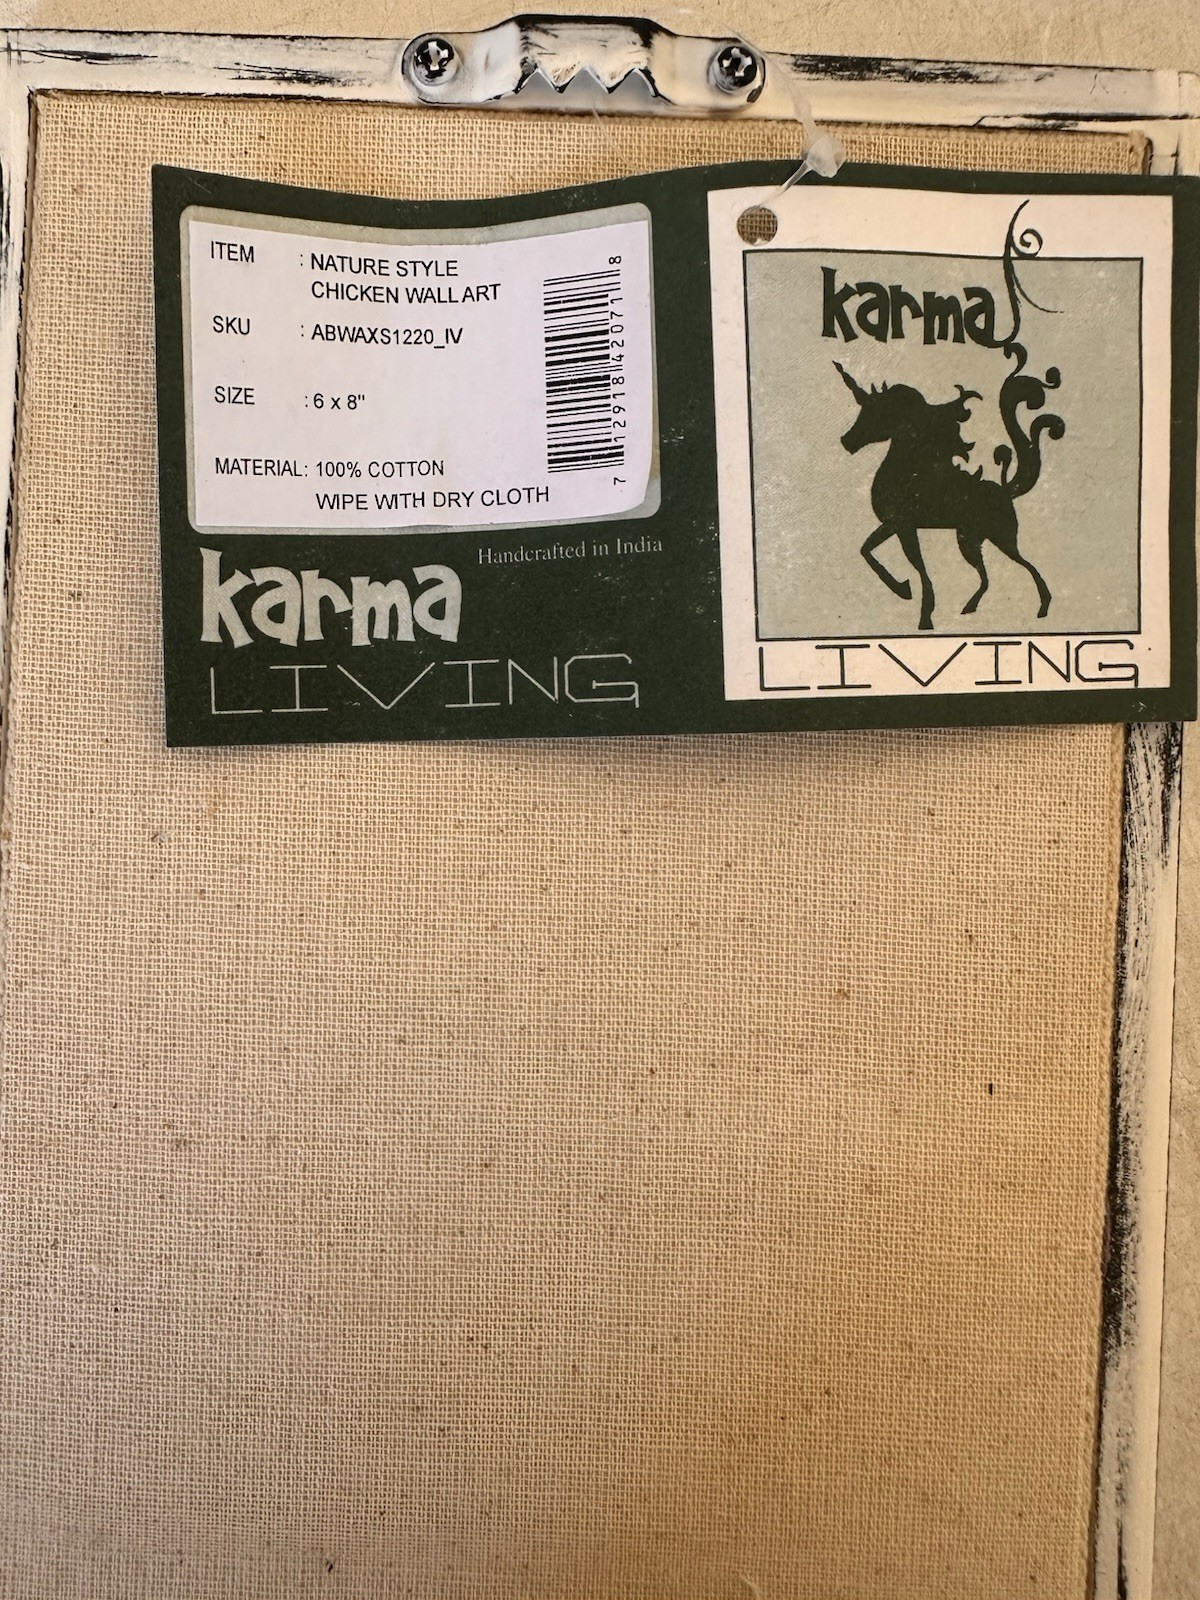 ITEM : NATURE STYLE
CHICKEN WALL ART
SKU : ABWAXS1220_IV
SIZE : 6 x 8"
MATERIAL: 100% COTTON
WIPE WITH DRY CLOTH
7 12918 42071 8
Handcrafted in India
karma
LIVING
karma
LIVING